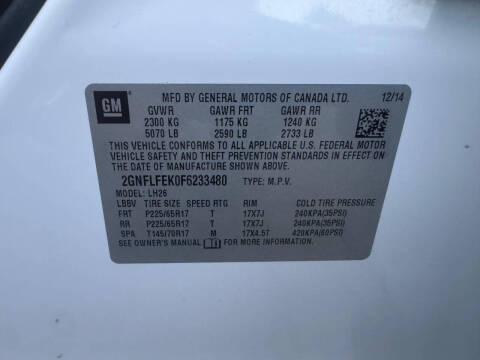 GM
MFD BY GENERAL MOTORS OF CANADA LTD. 12/14
GVWR GAWR FRT GAWR RR
2300 KG 1175 KG 1240 KG
5070 LB 2590 LB 2733 LB
THIS VEHICLE CONFORMS TO ALL APPLICABLE U.S. FEDERAL MOTOR
VEHICLE SAFETY AND THEFT PREVENTION STANDARDS IN EFFECT ON
THE DATE OF MANUFACTURE SHOWN ABOVE.
2GNFLFEK0F6233480 TYPE: M.P.V.
MODEL: LH26
LBBV TIRE SIZE SPEED RTG RIM COLD TIRE PRESSURE
FRT P225/65R17 T 17X7J 240KPA(35PSI)
RR P225/65R17 T 17X7J 240KPA(35PSI)
SPA T145/70R17 M 17X4.5T 420KPA(60PSI)
SEE OWNER'S MANUAL FOR MORE INFORMATION.